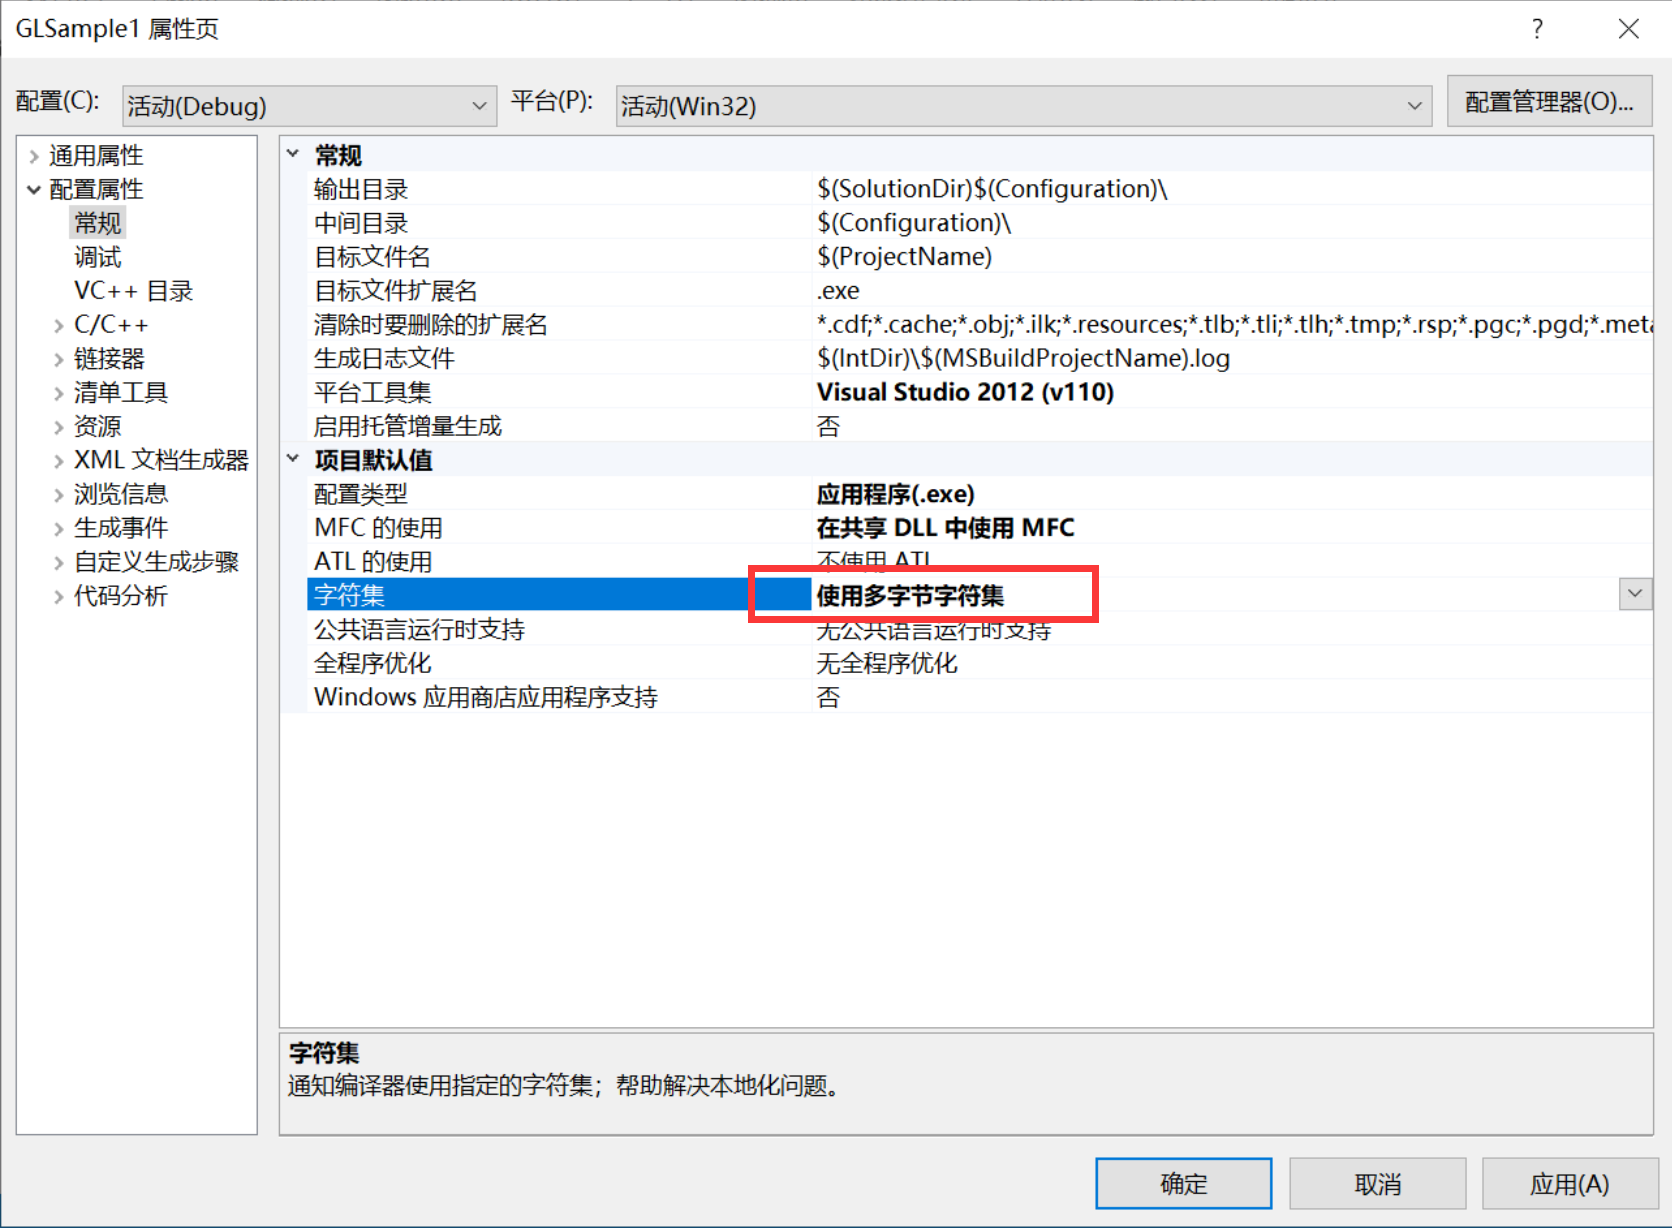 GLSample1 属性页
?
配置(C):
活动(Debug)
平台(P):
活动(Win32)
配置管理器(O)...
通用属性
配置属性
常规
调试
VC++ 目录
C/C++
链接器
清单工具
资源
XML 文档生成器
浏览信息
生成事件
自定义生成步骤
代码分析
常规
输出目录 $(SolutionDir)$(Configuration)\
中间目录 $(Configuration)\
目标文件名 $(ProjectName)
目标文件扩展名 .exe
清除时要删除的扩展名 *.cdf;*.cache;*.obj;*.ilk;*.resources;*.tlb;*.tli;*.tlh;*.tmp;*.rsp;*.pgc;*.pgd;*.meta
生成日志文件 $(IntDir)\$(MSBuildProjectName).log
平台工具集 Visual Studio 2012 (v110)
启用托管增量生成 否
项目默认值
配置类型 应用程序(.exe)
MFC 的使用 在共享 DLL 中使用 MFC
ATL 的使用 不使用 ATL
字符集 使用多字节字符集
公共语言运行时支持 无公共语言运行时支持
全程序优化 无全程序优化
Windows 应用商店应用程序支持 否
字符集
通知编译器使用指定的字符集；帮助解决本地化问题。
确定
取消
应用(A)